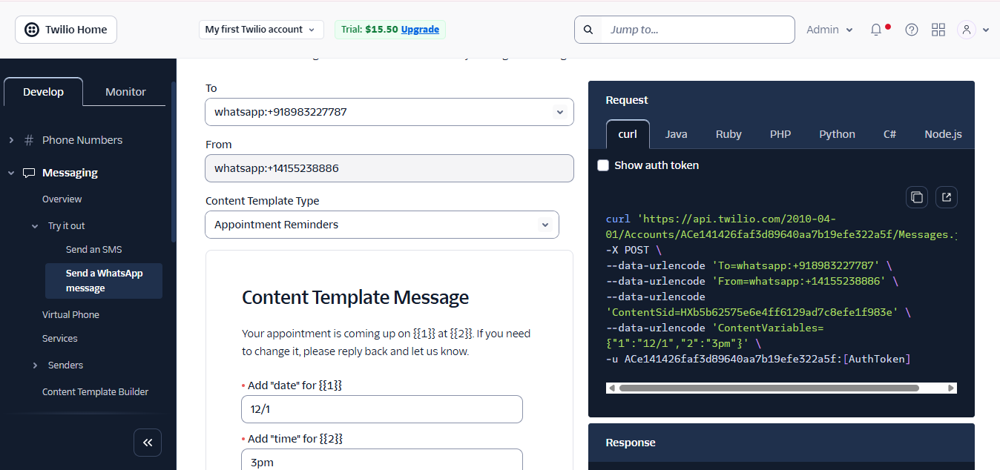 Twilio Home
My first Twilio account
Trial: $15.50 Upgrade
Jump to...
Admin
Develop
Monitor
# Phone Numbers
Messaging
Overview
Try it out
Send an SMS
Send a WhatsApp
message
Virtual Phone
Services
Senders
Content Template Builder
To
whatsapp:+918983227787
From
whatsapp:+14155238886
Content Template Type
Appointment Reminders
Content Template Message
Your appointment is coming up on {{1}} at {{2}}. If you need
to change it, please reply back and let us know.
* Add "date" for {{1}}
12/1
* Add "time" for {{2}}
3pm
Request
curl
Java
Ruby
PHP
Python
C#
Node.js
Show auth token
curl 'https://api.twilio.com/2010-04-
01/Accounts/ACe141426faf3d89640aa7b19efe322a5f/Messages.
-X POST \
--data-urlencode 'To=whatsapp:+918983227787' \
--data-urlencode 'From=whatsapp:+14155238886' \
--data-urlencode
'ContentSid=HXb5b62575e6e4ff6129ad7c8efe1f983e' \
--data-urlencode 'ContentVariables=
{"1":"12/1","2":"3pm"}' \
-u ACe141426faf3d89640aa7b19efe322a5f:[AuthToken]
Response